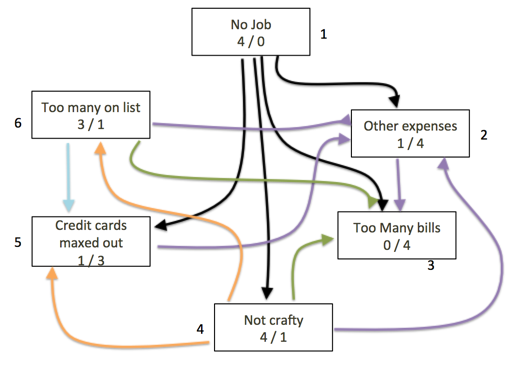 No Job
4 / 0
1
6
Too many on list
3 / 1
Other expenses
1 / 4
2
5
Credit cards
maxed out
1 / 3
Too Many bills
0 / 4
3
4
Not crafty
4 / 1